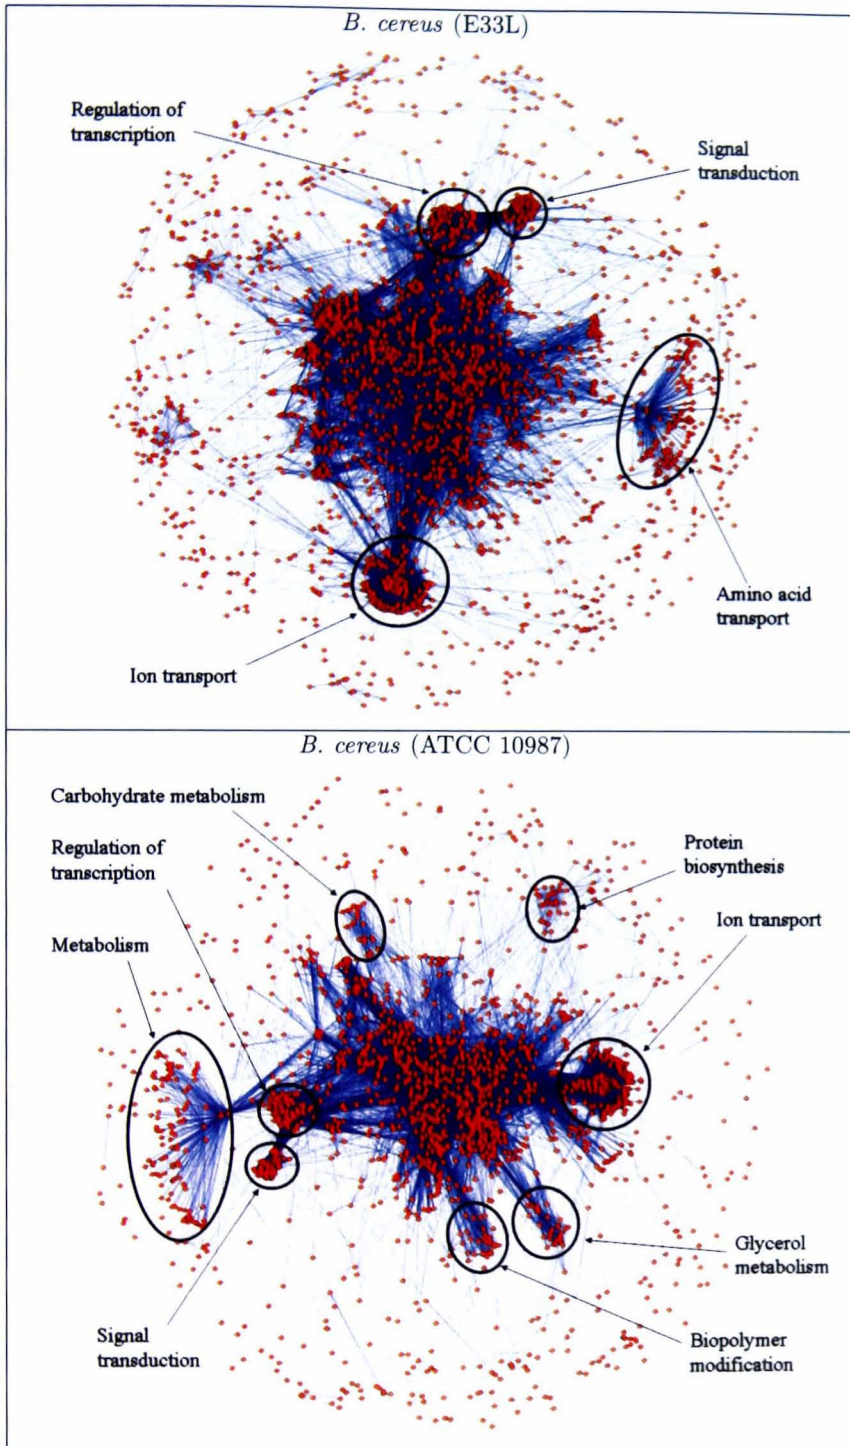 B. cereus (E33L)
Regulation of
transcription
Signal
transduction
Amino acid
transport
Ion transport
B. cereus (ATCC 10987)
Carbohydrate metabolism
Regulation of
transcription
Metabolism
Protein
biosynthesis
Ion transport
Glycerol
metabolism
Signal
transduction
Biopolymer
modification